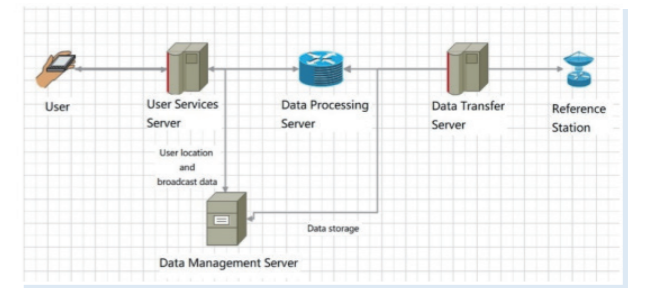 User
User Services
Server
Data Processing
Server
Data Transfer
Server
Reference
Station
User location
and
broadcast data
Data storage
Data Management Server